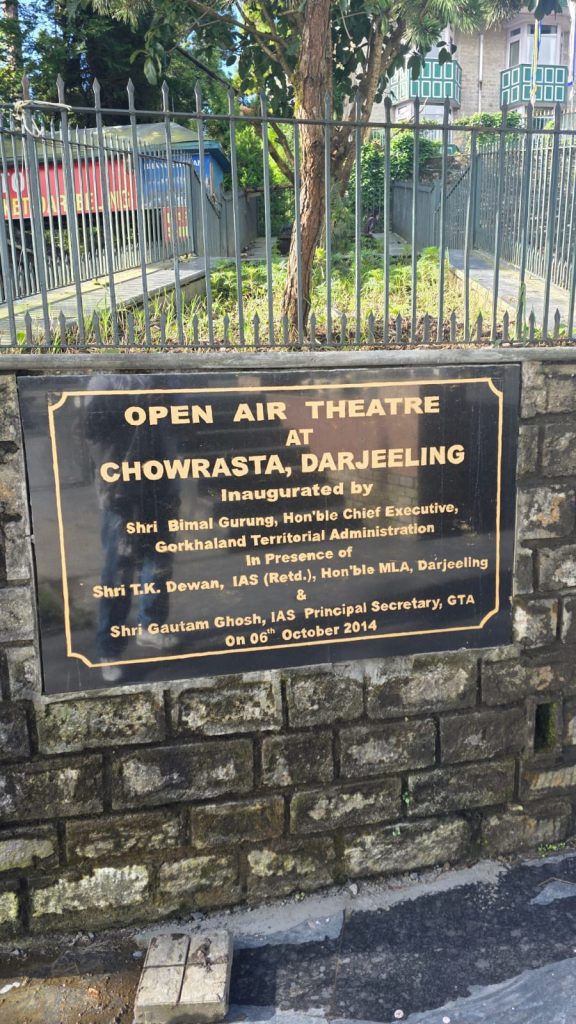 OPEN AIR THEATRE
AT
CHOWRASTA, DARJEELING
Inaugurated by
Shri Bimal Gurung, Hon'ble Chief Executive,
Gorkhaland Territorial Administration
In Presence of
Shri T.K. Dewan, IAS (Retd.), Hon'ble MLA, Darjeeling
&
Shri Gautam Ghosh, IAS Principal Secretary, GTA
On 06th October 2014